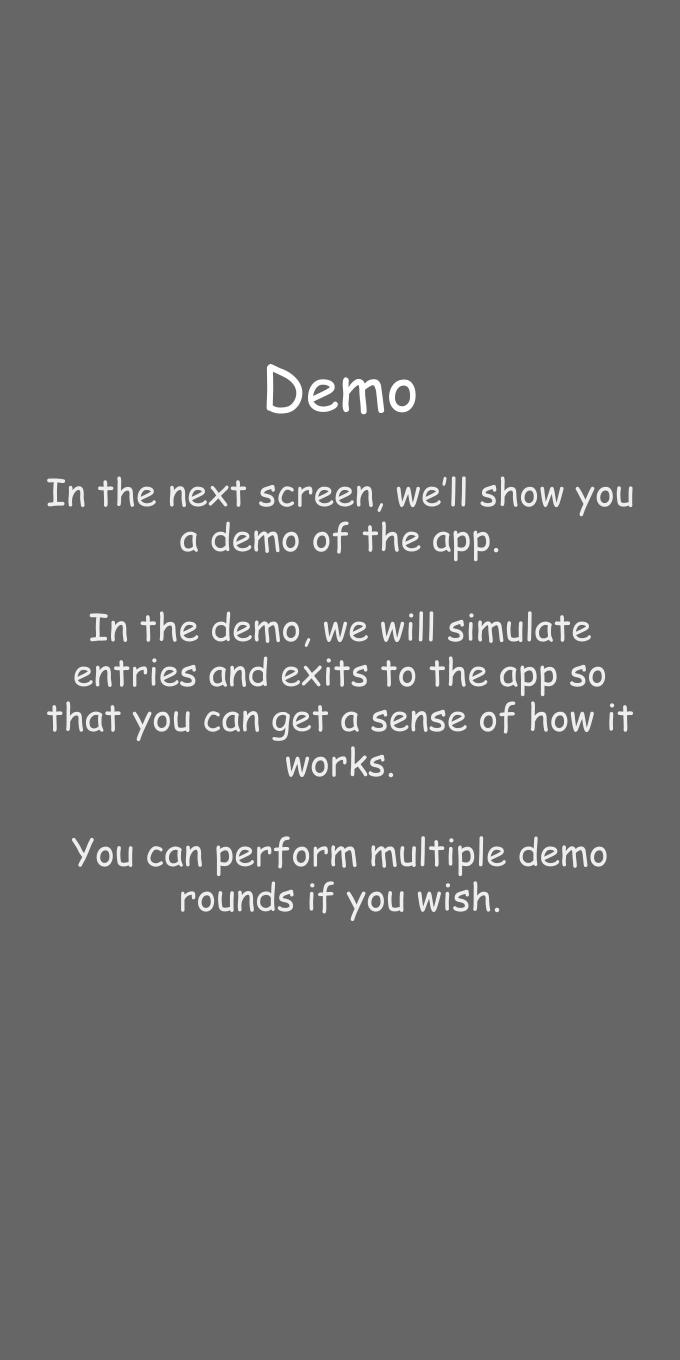 Demo
In the next screen, we’ll show you
a demo of the app.
In the demo, we will simulate
entries and exits to the app so
that you can get a sense of how it
works.
You can perform multiple demo
rounds if you wish.